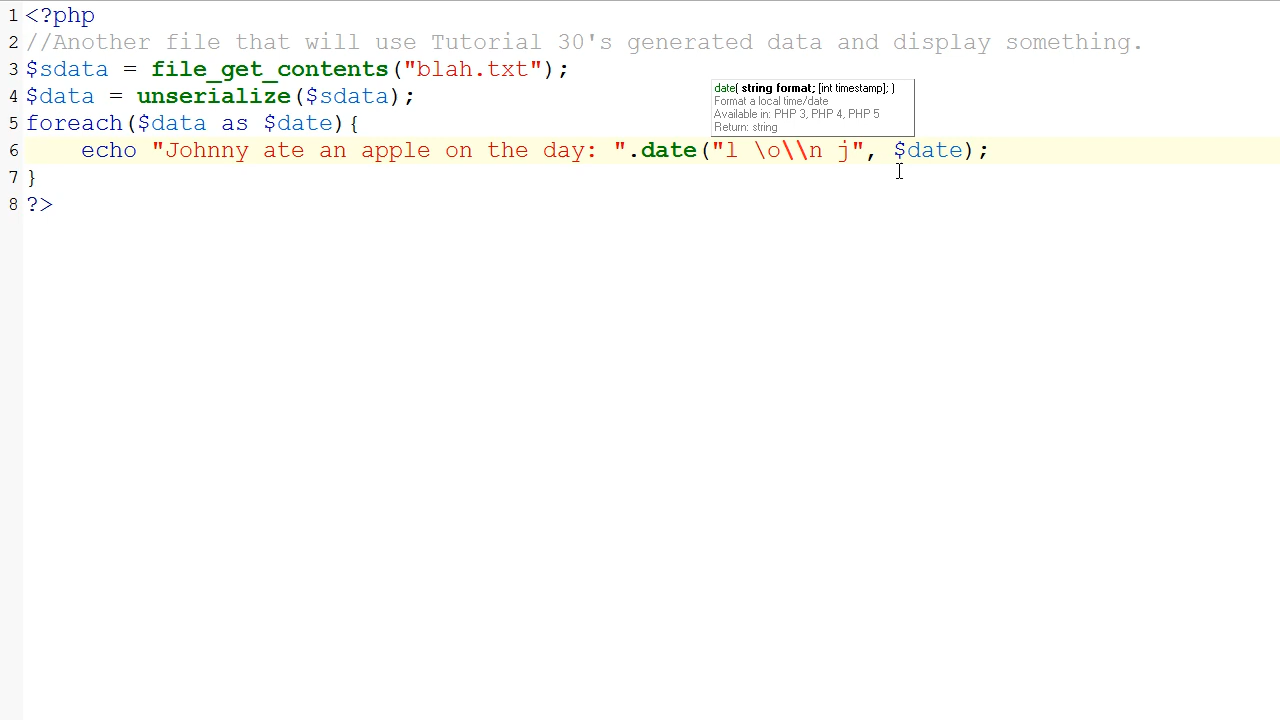 1 <?php
2 //Another file that will use Tutorial 30's generated data and display something.
3 $sdata = file_get_contents("blah.txt");
date( string format; [int timestamp]; )
4 $data = unserialize($sdata);
Format a local time/date
Available in: PHP 3, PHP 4, PHP 5
5 foreach($data as $date){
Return: string
6 echo "Johnny ate an apple on the day: ".date("l \o\\n j", $date);
7 }
8 ?>